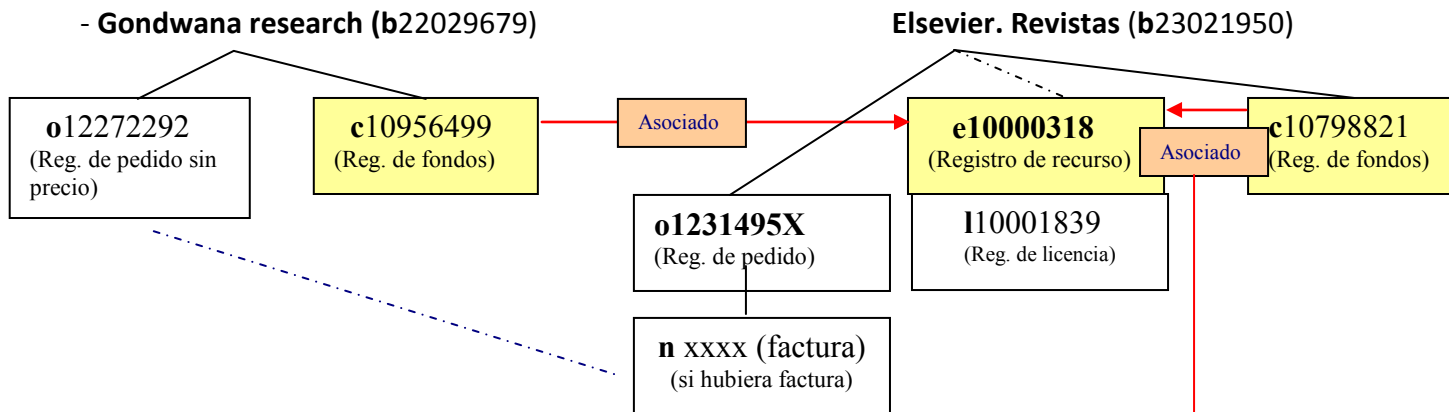 - Gondwana research (b22029679)
Elsevier. Revistas (b23021950)
o12272292
(Reg. de pedido sin
precio)
c10956499
(Reg. de fondos)
Asociado
e10000318
(Registro de recurso)
Asociado
c10798821
(Reg. de fondos)
o1231495X
(Reg. de pedido)
l10001839
(Reg. de licencia)
n xxxx (factura)
(si hubiera factura)